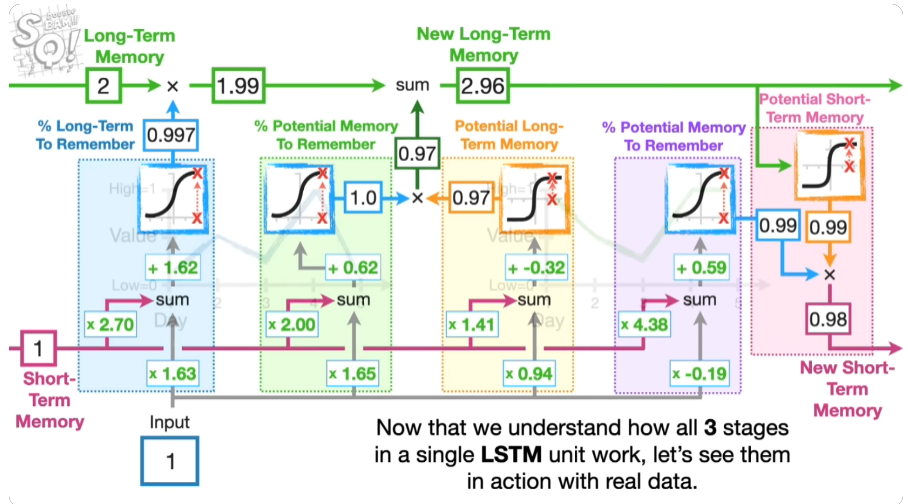 SQ!
Long-Term
Memory
New Long-Term
Memory
2
×
1.99
sum
2.96
% Long-Term
To Remember
0.997
% Potential Memory
To Remember
0.97
Potential Long-
Term Memory
% Potential Memory
To Remember
Potential Short-
Term Memory
High=1
Value
Low=0
Day
1.0
×
0.97
0.99
0.99
×
0.98
+ 1.62
+ 0.62
+ -0.32
+ 0.59
sum
sum
sum
sum
x 2.70
x 2.00
x 1.41
x 4.38
1
Short-
Term
Memory
x 1.63
x 1.65
x 0.94
x -0.19
New Short-
Term
Memory
Input
1
Now that we understand how all 3 stages
in a single LSTM unit work, let's see them
in action with real data.